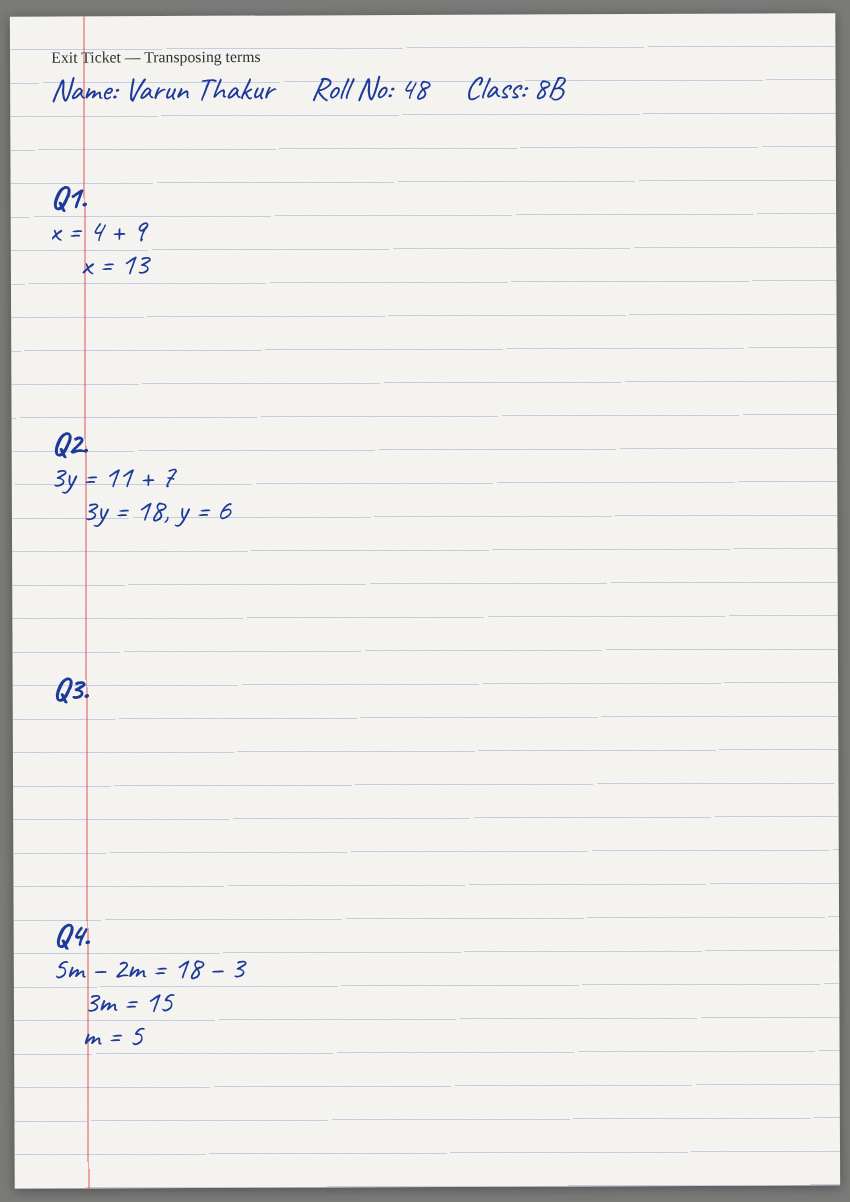 Exit Ticket — Transposing terms
Name: Varun Thakur Roll No: 48 Class: 8B
Q1.
x = 4 + 9
x = 13
Q2.
3y = 11 + 7
3y = 18, y = 6
Q3.
Q4.
5m – 2m = 18 – 3
3m = 15
m = 5